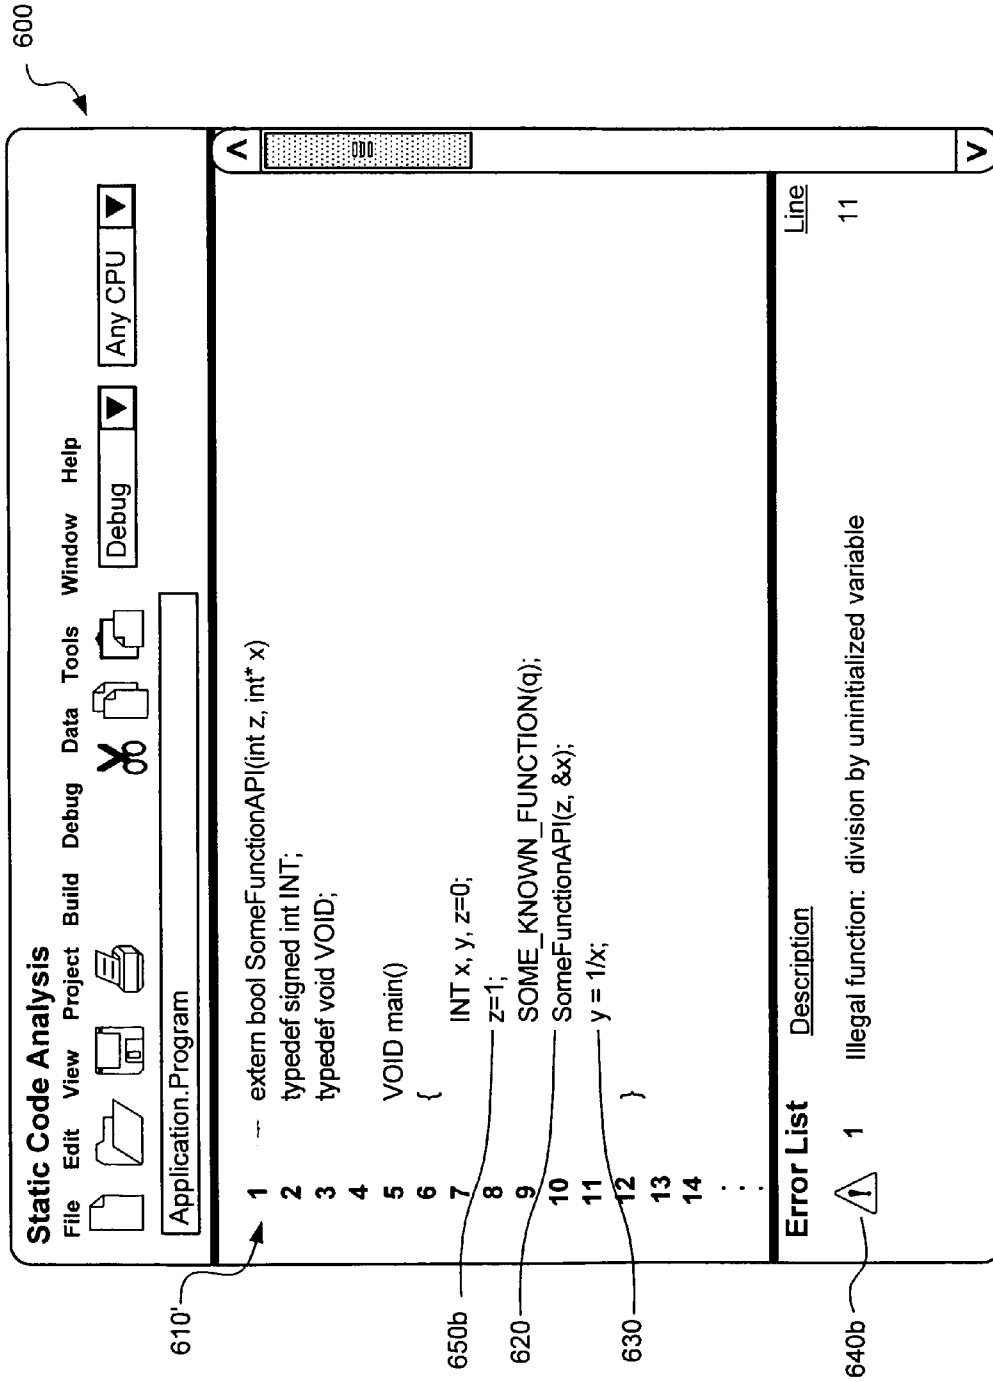 600
Static Code Analysis
File Edit View Project Build Debug Data Tools Window Help
Debug Any CPU
Application.Program
610'
1 extern bool SomeFunctionAPI(int z, int* x)
2 typedef signed int INT;
3 typedef void VOID;
4
5 VOID main()
6 {
7 INT x, y, z=0;
8 z=1;
9 SOME_KNOWN_FUNCTION(q);
10 SomeFunctionAPI(z, &x);
11 y = 1/x;
12 }
13
14
650b
620
630
Error List Description Line
1 Illegal function: division by uninitialized variable 11
640b